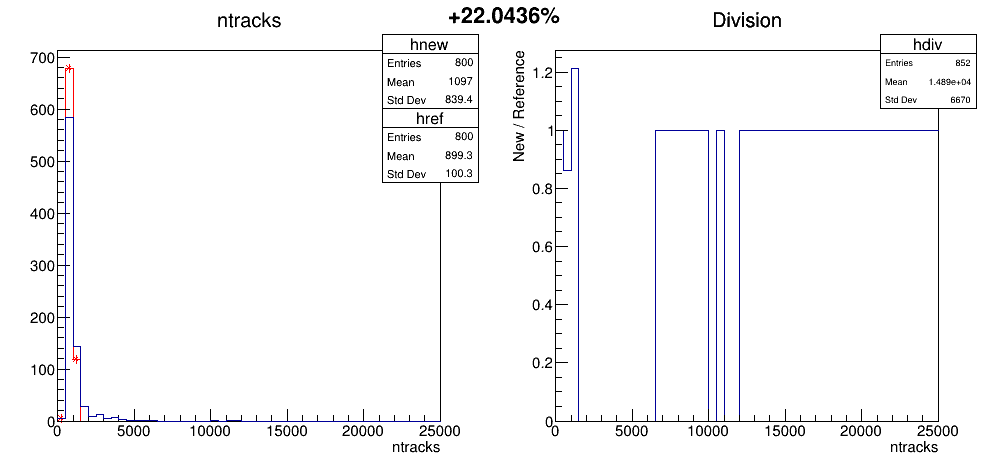 +22.0436%
ntracks
hnew
Entries 800
Mean 1097
Std Dev 839.4
href
Entries 800
Mean 899.3
Std Dev 100.3
700
600
500
400
300
200
100
0
0 5000 10000 15000 20000 25000
ntracks
Division
hdiv
Entries 852
Mean 1.489e+04
Std Dev 6670
New / Reference
1.2
1
0.8
0.6
0.4
0.2
0
0 5000 10000 15000 20000 25000
ntracks